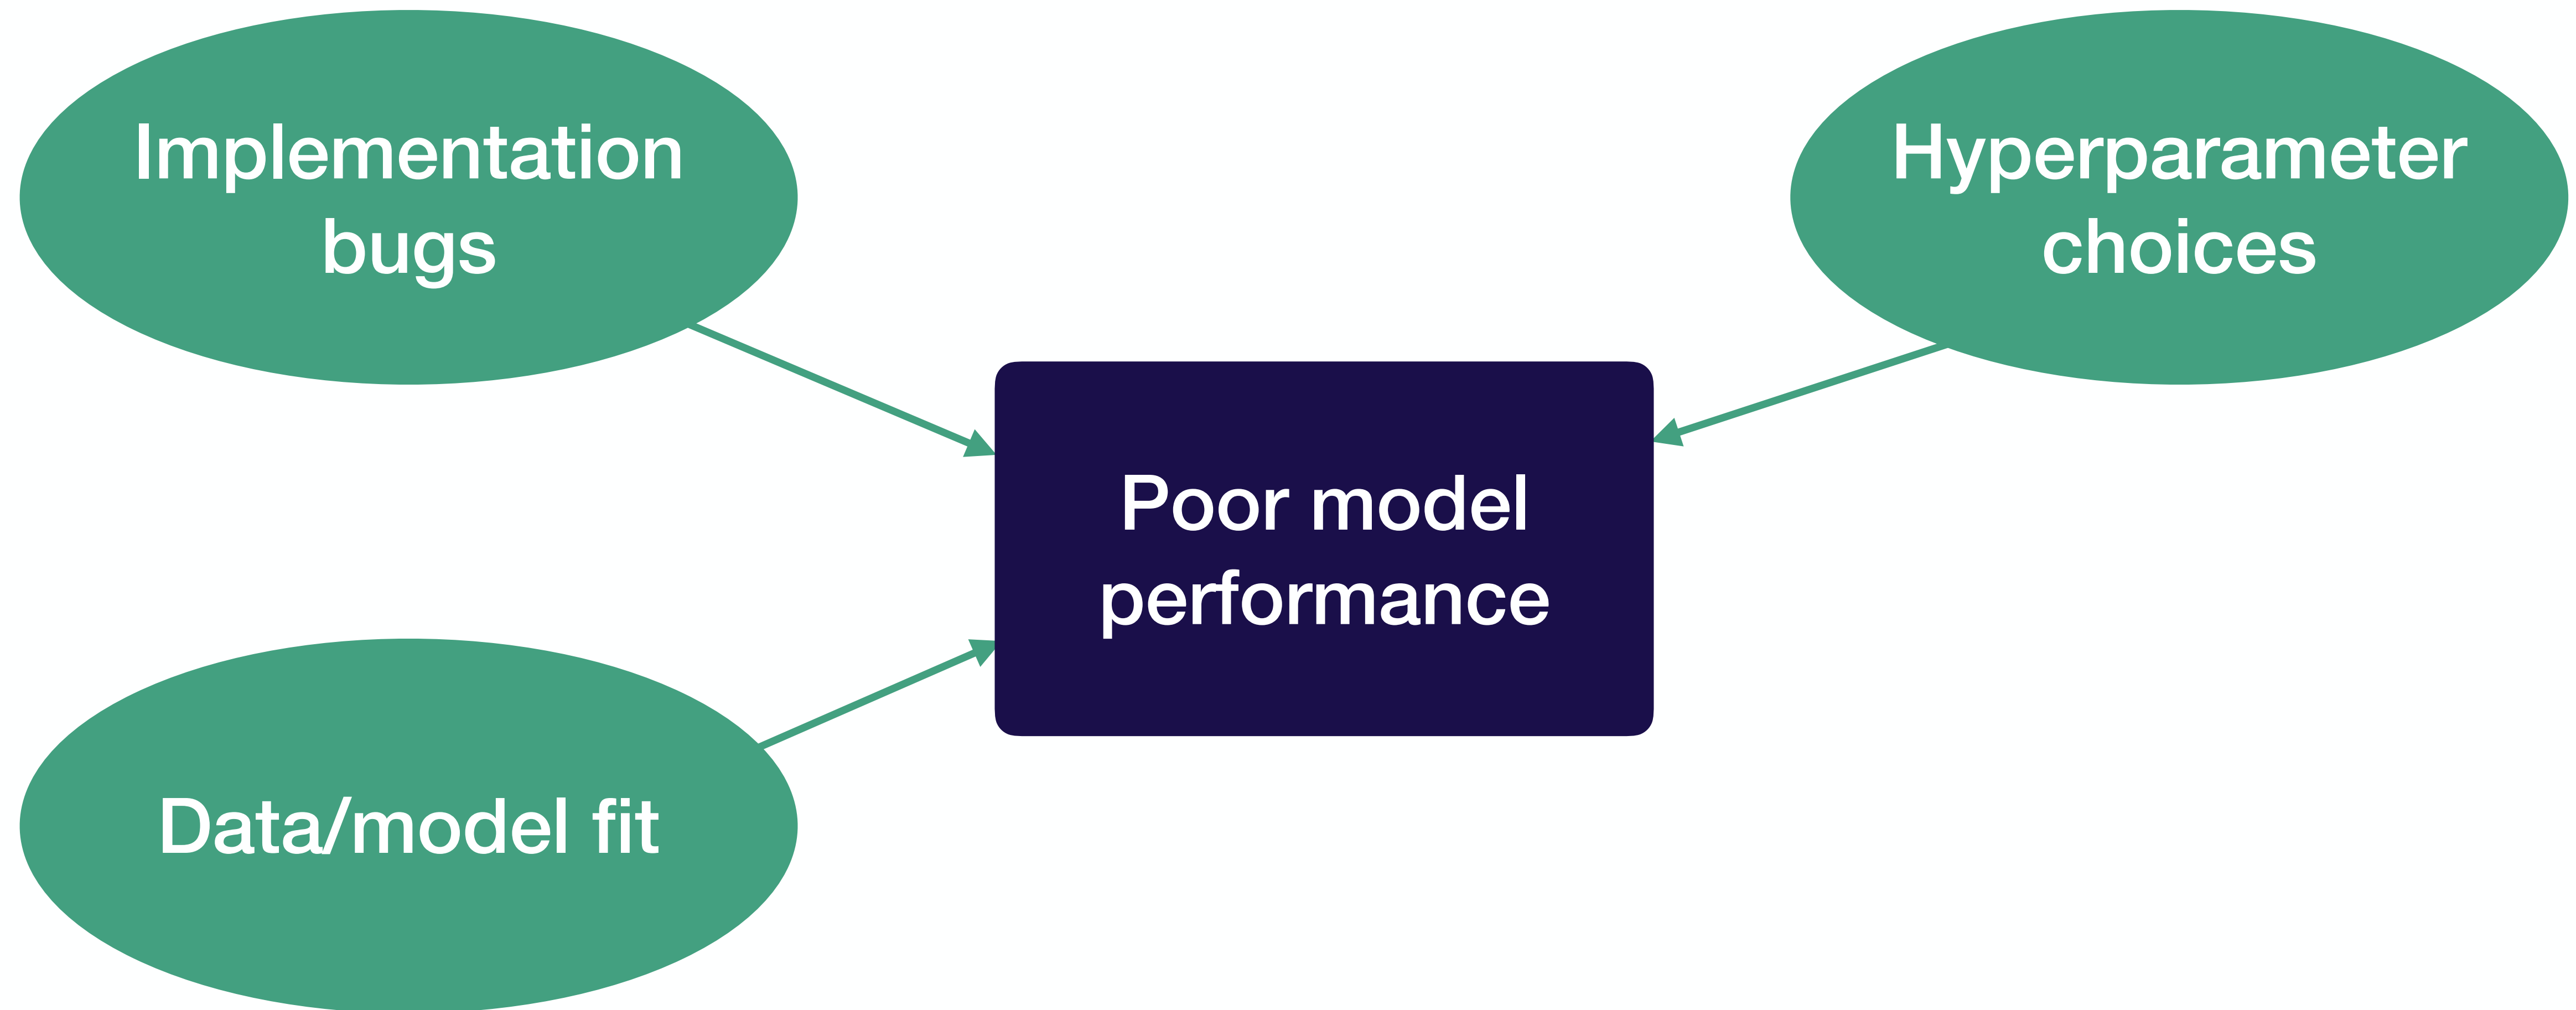 Implementation
bugs
Hyperparameter
choices
Poor model
performance
Data/model fit